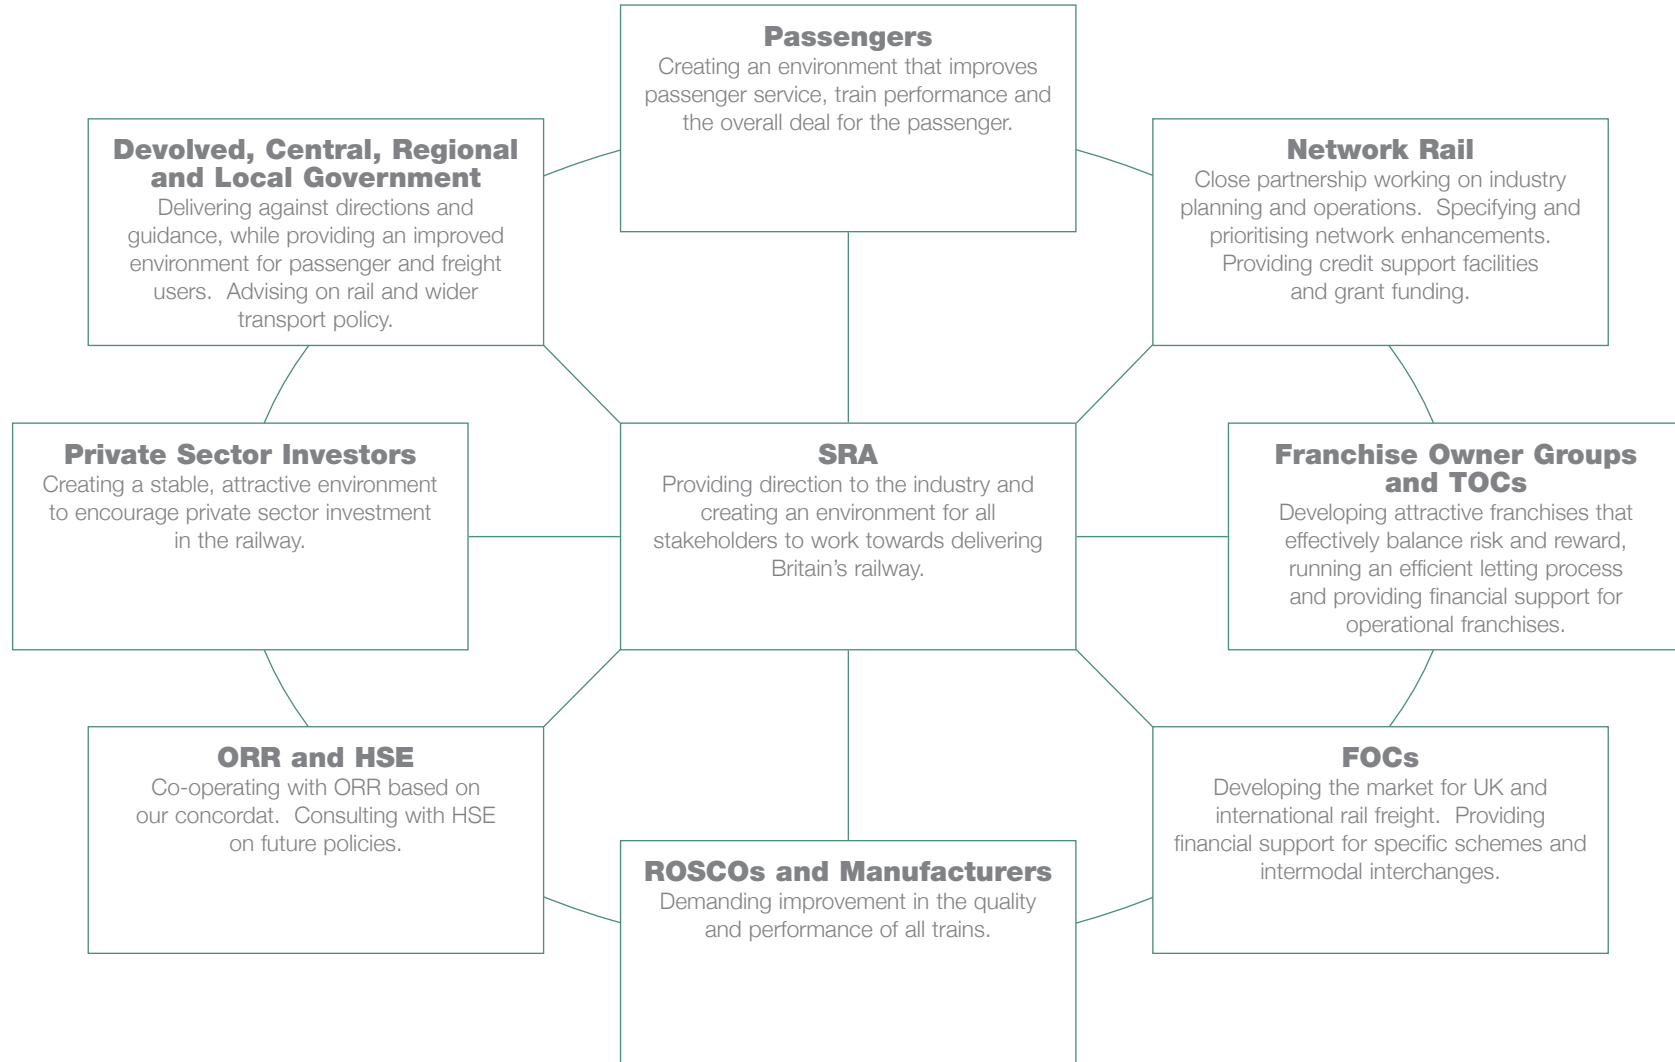 Passengers
Creating an environment that improves
passenger service, train performance and
the overall deal for the passenger.
Devolved, Central, Regional
and Local Government
Delivering against directions and
guidance, while providing an improved
environment for passenger and freight
users. Advising on rail and wider
transport policy.
Network Rail
Close partnership working on industry
planning and operations. Specifying and
prioritising network enhancements.
Providing credit support facilities
and grant funding.
Private Sector Investors
Creating a stable, attractive environment
to encourage private sector investment
in the railway.
SRA
Providing direction to the industry and
creating an environment for all
stakeholders to work towards delivering
Britain's railway.
Franchise Owner Groups
and TOCs
Developing attractive franchises that
effectively balance risk and reward,
running an efficient letting process
and providing financial support for
operational franchises.
ORR and HSE
Co-operating with ORR based on
our concordat. Consulting with HSE
on future policies.
ROSCOs and Manufacturers
Demanding improvement in the quality
and performance of all trains.
FOCs
Developing the market for UK and
international rail freight. Providing
financial support for specific schemes and
intermodal interchanges.